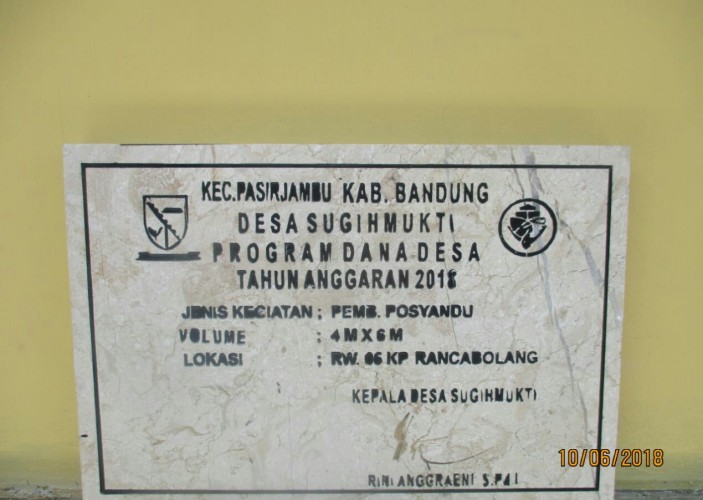 KEC.PASIRJAMBU KAB. BANDUNG
DESA SUGIHMUKTI
PROGRAM DANA DESA
TAHUN ANGGARAN 2018
JENIS KEGIATAN : PEMB. POSYANDU
VOLUME : 4 M X 6 M
LOKASI : RW. 06 KP RANCABOLANG
KEPALA DESA SUGIHMUKTI
RINI ANGGRAENI S.Pd I
10/06/2018